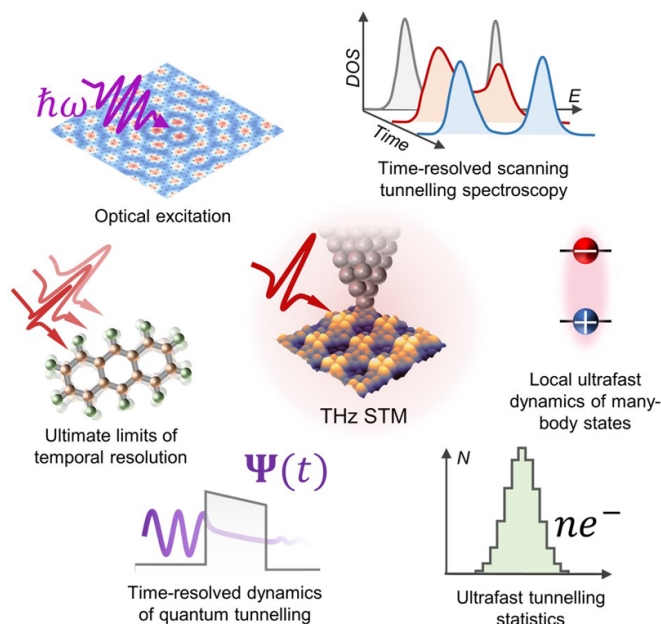 ħω
Optical excitation
DOS
E
Time
Time-resolved scanning
tunnelling spectroscopy
Ultimate limits of
temporal resolution
THz STM
Local ultrafast
dynamics of many-
body states
Ψ(t)
Time-resolved dynamics
of quantum tunnelling
N
ne⁻
Ultrafast tunnelling
statistics